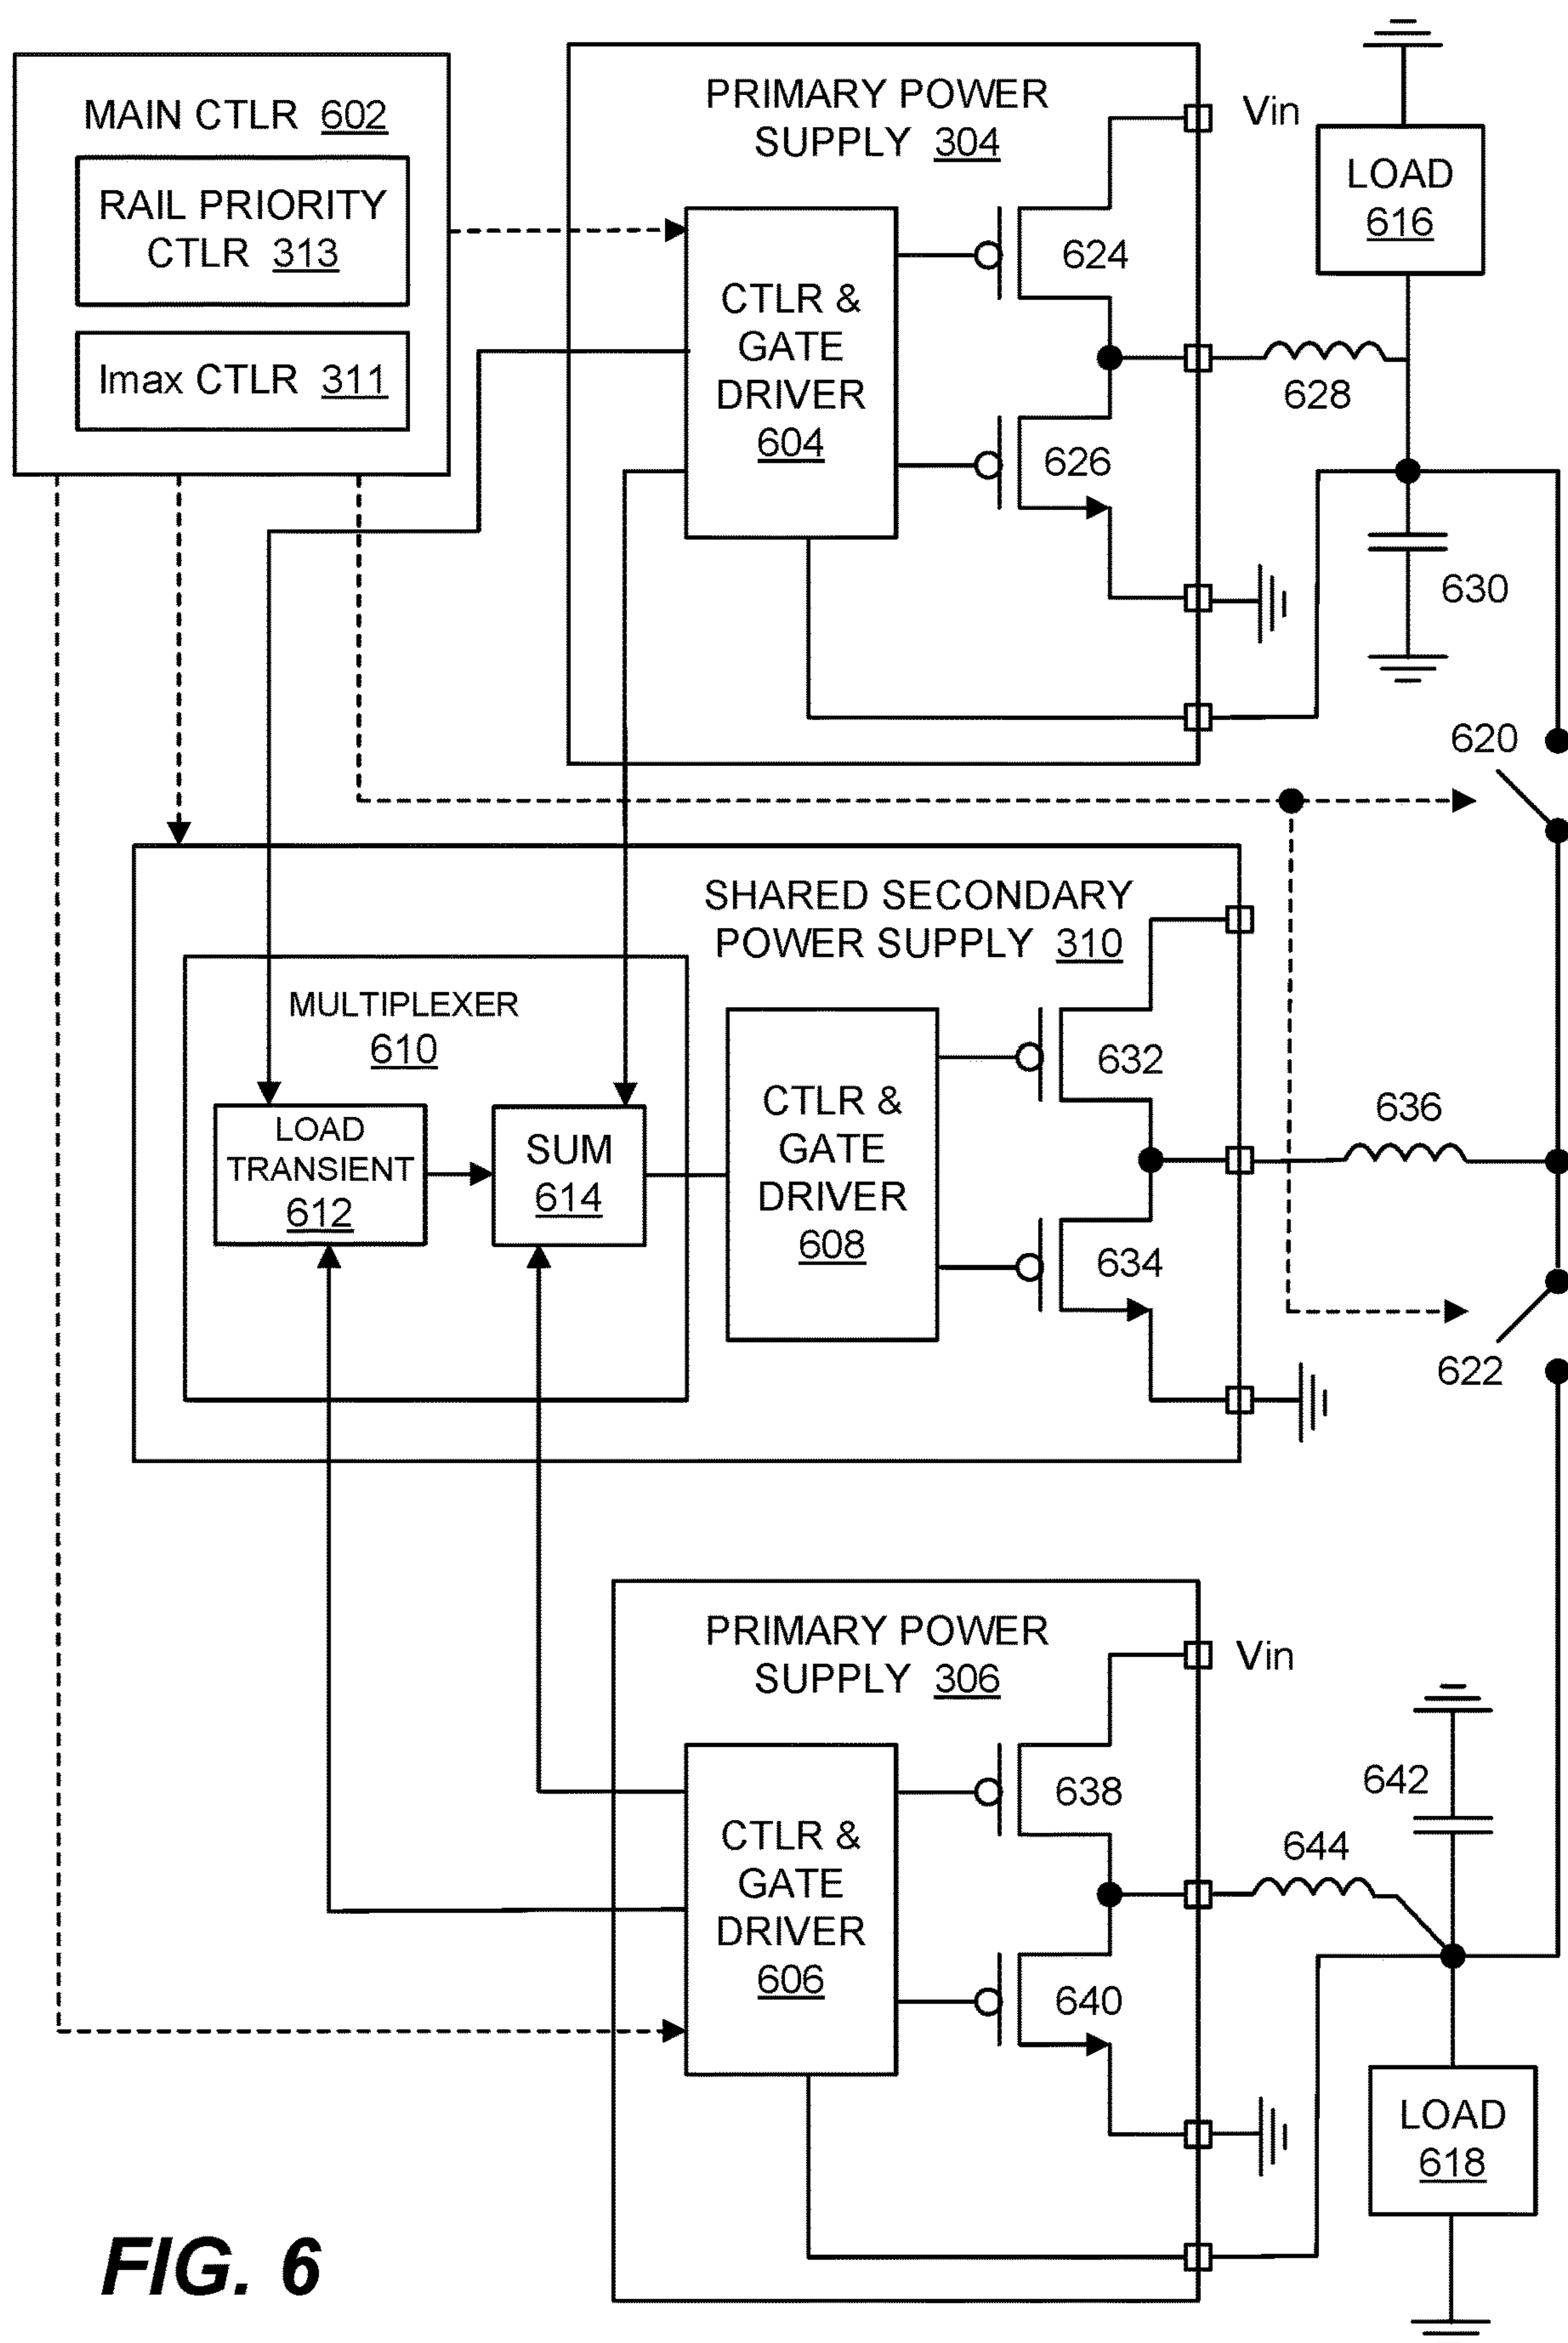 MAIN CTLR 602
RAIL PRIORITY
CTLR 313
Imax CTLR 311
PRIMARY POWER
SUPPLY 304
Vin
CTLR &
GATE
DRIVER
604
624
626
LOAD
616
628
630
620
SHARED SECONDARY
POWER SUPPLY 310
MULTIPLEXER
610
LOAD
TRANSIENT
612
SUM
614
CTLR &
GATE
DRIVER
608
632
634
636
622
PRIMARY POWER
SUPPLY 306
Vin
CTLR &
GATE
DRIVER
606
638
640
642
644
LOAD
618
FIG. 6